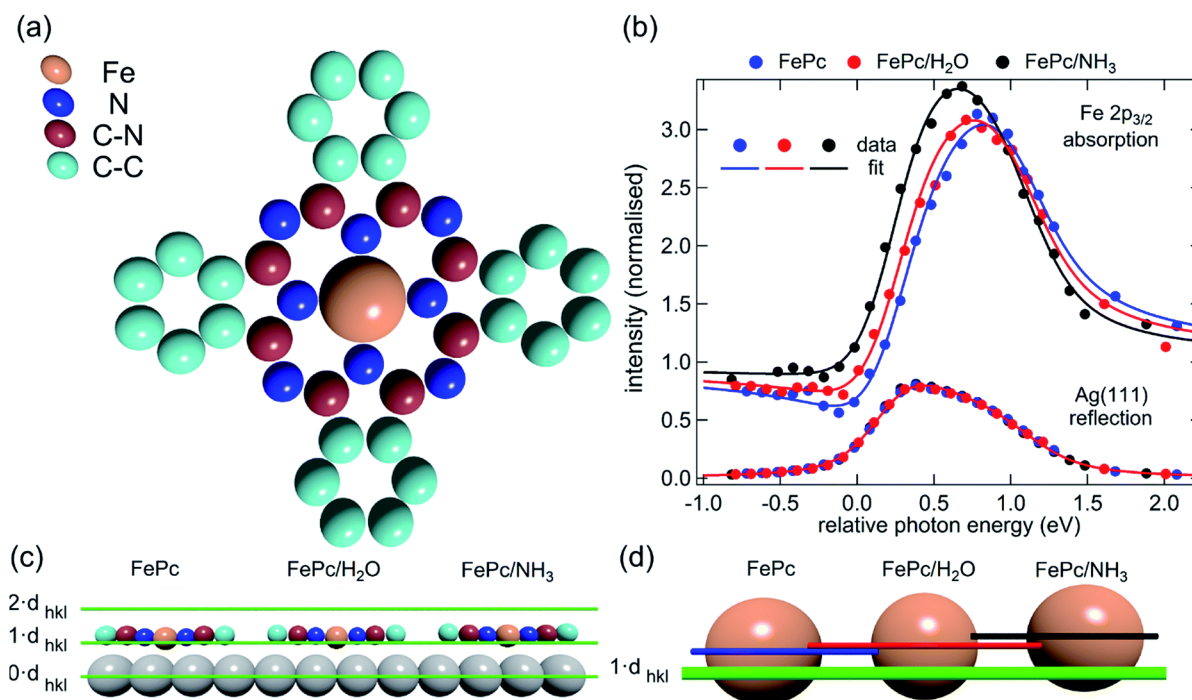 (a)
Fe
N
C-N
C-C
(b)
FePc FePc/H₂O FePc/NH₃
Fe 2p₃/₂
absorption
data
fit
Ag(111)
reflection
intensity (normalised)
3.0
2.5
2.0
1.5
1.0
0.5
0.0
-1.0 -0.5 0.0 0.5 1.0 1.5 2.0
relative photon energy (eV)
(c)
FePc FePc/H₂O FePc/NH₃
2·d hkl
1·d hkl
0·d hkl
(d)
FePc FePc/H₂O FePc/NH₃
1·d hkl